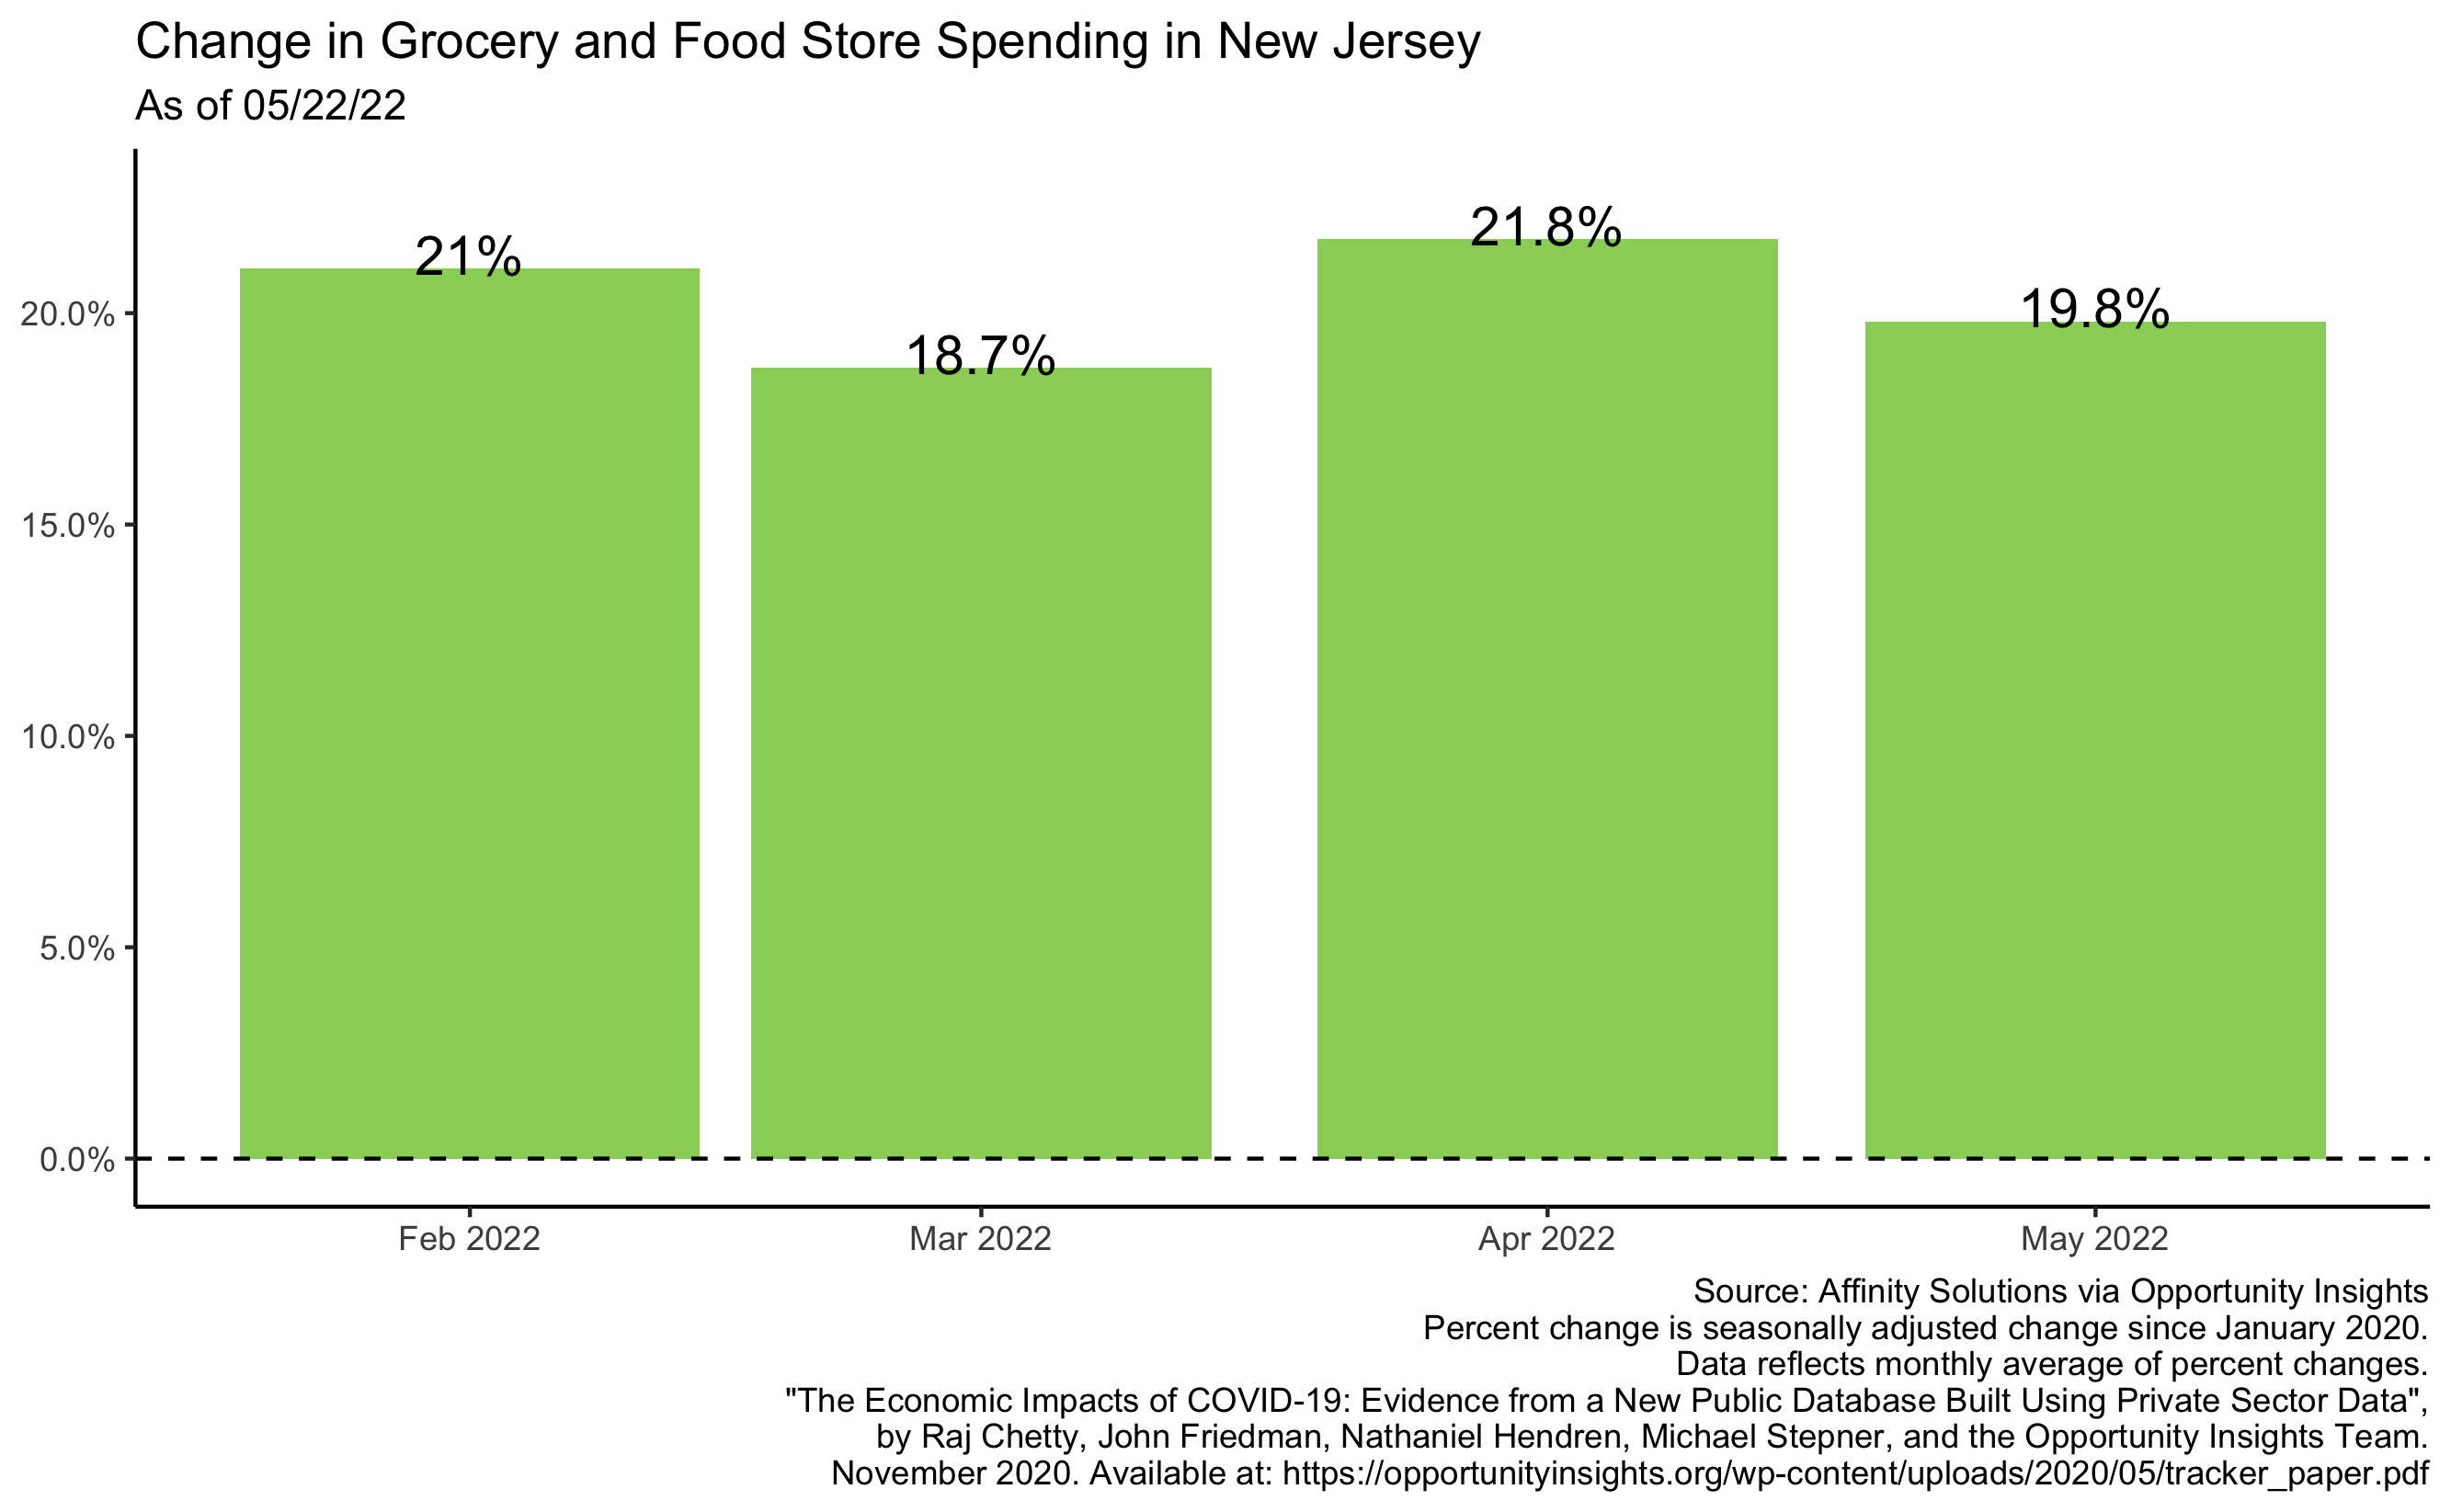 Change in Grocery and Food Store Spending in New Jersey
As of 05/22/22
21%
18.7%
21.8%
19.8%
20.0%
15.0%
10.0%
5.0%
0.0%
Feb 2022
Mar 2022
Apr 2022
May 2022
Source: Affinity Solutions via Opportunity Insights
Percent change is seasonally adjusted change since January 2020.
Data reflects monthly average of percent changes.
"The Economic Impacts of COVID-19: Evidence from a New Public Database Built Using Private Sector Data",
by Raj Chetty, John Friedman, Nathaniel Hendren, Michael Stepner, and the Opportunity Insights Team.
November 2020. Available at: https://opportunityinsights.org/wp-content/uploads/2020/05/tracker_paper.pdf